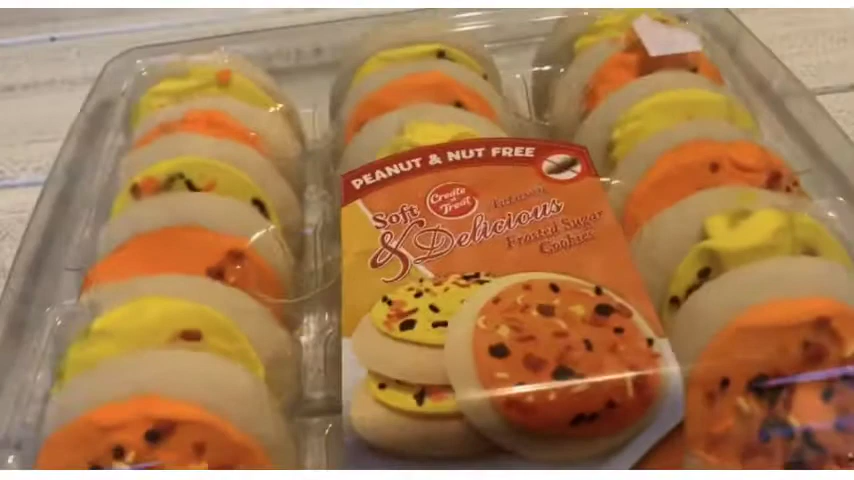 PEANUT & NUT FREE
Create
a
Treat
Soft
& Delicious
Frosted Sugar
Cookies